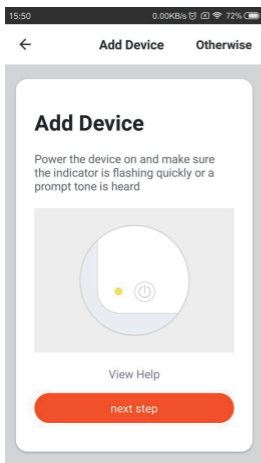 15:50 0.00KB/s 72%
Add Device Otherwise
Add Device
Power the device on and make sure
the indicator is flashing quickly or a
prompt tone is heard
View Help
next step